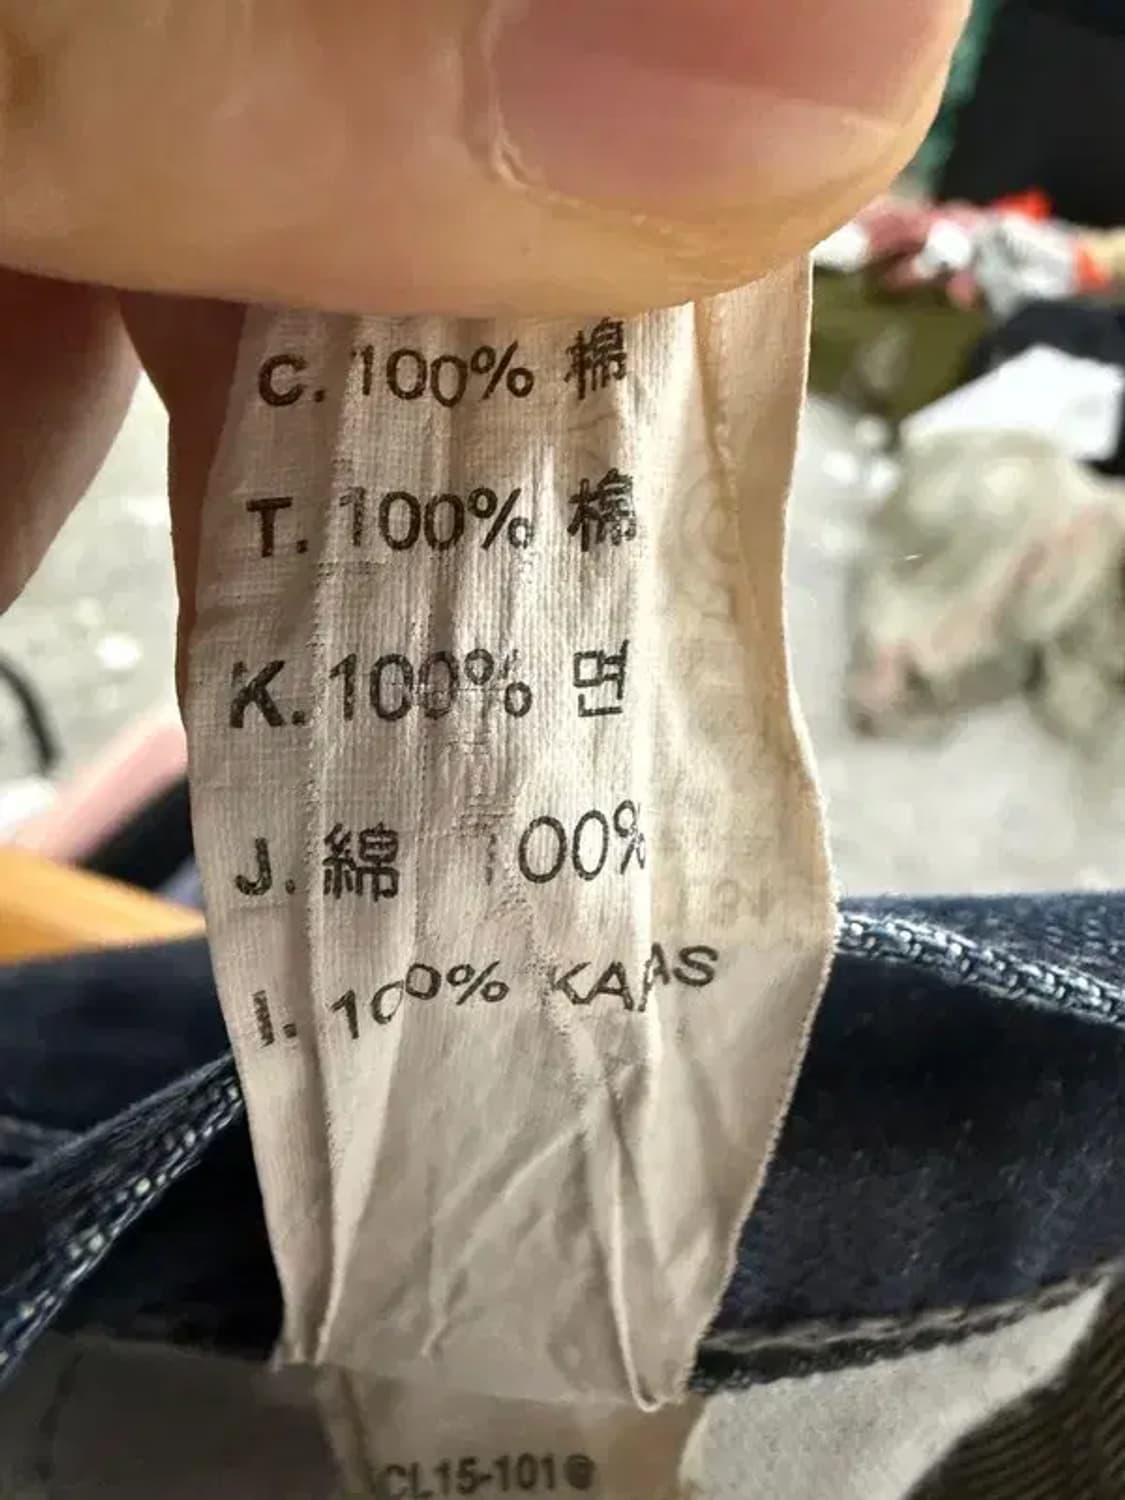 C. 100% 棉
T. 100% 棉
K. 100% 면
J. 綿 100%
I. 100% KAAS
CL15-101@